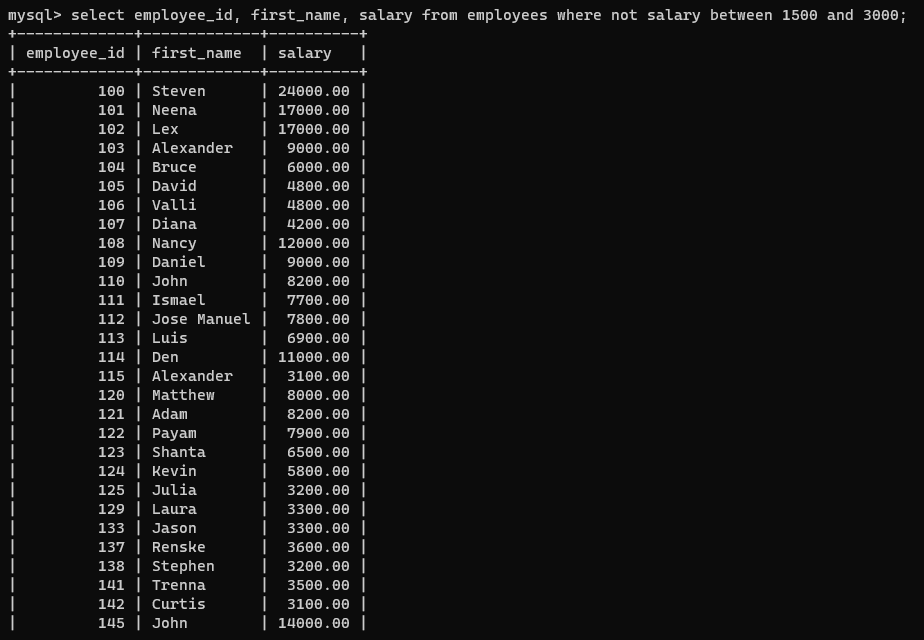 mysql> select employee_id, first_name, salary from employees where not salary between 1500 and 3000;
+-------------+-------------+----------+
| employee_id | first_name  | salary   |
+-------------+-------------+----------+
|         100 | Steven      | 24000.00 |
|         101 | Neena       | 17000.00 |
|         102 | Lex         | 17000.00 |
|         103 | Alexander   |  9000.00 |
|         104 | Bruce       |  6000.00 |
|         105 | David       |  4800.00 |
|         106 | Valli       |  4800.00 |
|         107 | Diana       |  4200.00 |
|         108 | Nancy       | 12000.00 |
|         109 | Daniel      |  9000.00 |
|         110 | John        |  8200.00 |
|         111 | Ismael      |  7700.00 |
|         112 | Jose Manuel |  7800.00 |
|         113 | Luis        |  6900.00 |
|         114 | Den         | 11000.00 |
|         115 | Alexander   |  3100.00 |
|         120 | Matthew     |  8000.00 |
|         121 | Adam        |  8200.00 |
|         122 | Payam       |  7900.00 |
|         123 | Shanta      |  6500.00 |
|         124 | Kevin       |  5800.00 |
|         125 | Julia       |  3200.00 |
|         129 | Laura       |  3300.00 |
|         133 | Jason       |  3300.00 |
|         137 | Renske      |  3600.00 |
|         138 | Stephen     |  3200.00 |
|         141 | Trenna      |  3500.00 |
|         142 | Curtis      |  3100.00 |
|         145 | John        | 14000.00 |